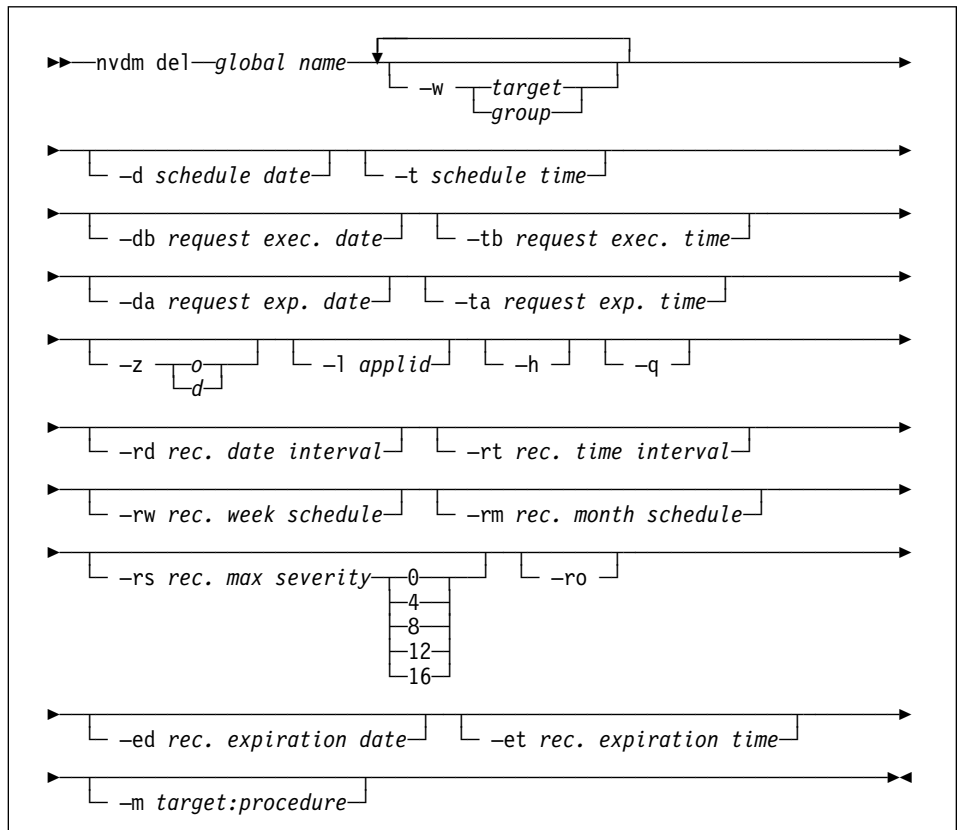 nvdm del global name
–w target
group
–d schedule date –t schedule time
–db request exec. date –tb request exec. time
–da request exp. date –ta request exp. time
–z o –l applid –h –q
d
–rd rec. date interval –rt rec. time interval
–rw rec. week schedule –rm rec. month schedule
–rs rec. max severity 0 –ro
4
8
12
16
–ed rec. expiration date –et rec. expiration time
–m target:procedure